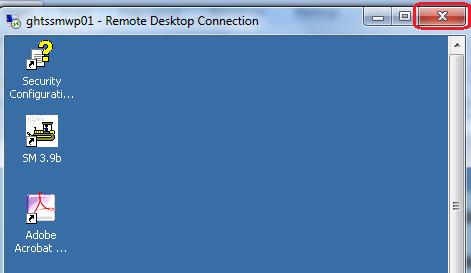 ghtssmwp01 - Remote Desktop Connection
Security
Configurati...
SM 3.9b
Adobe
Acrobat ...